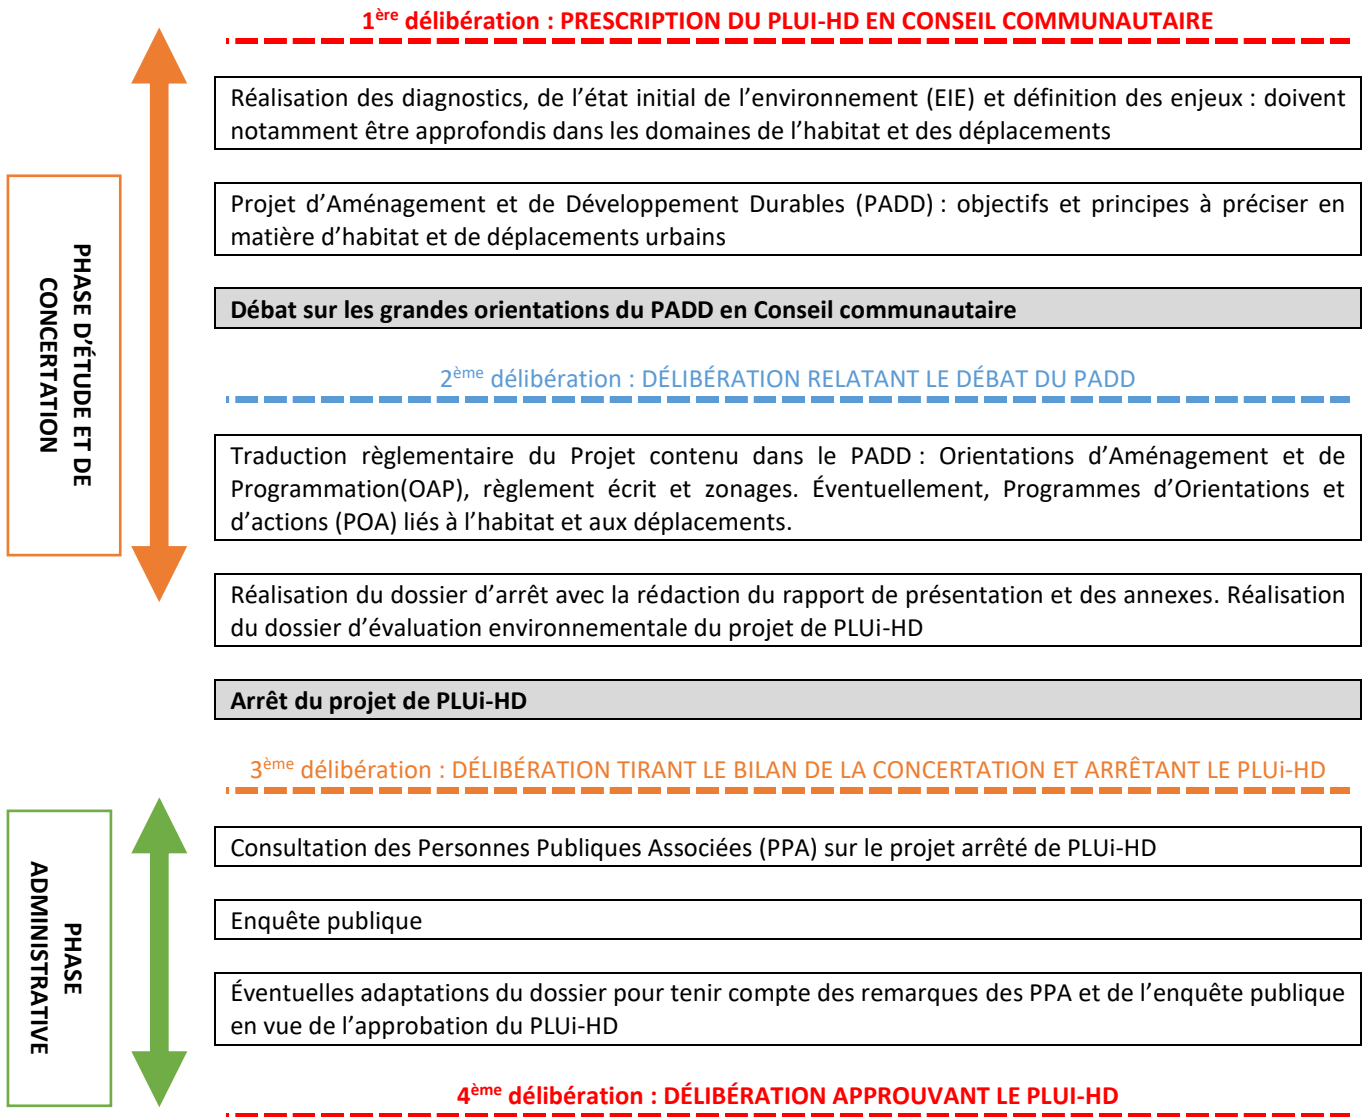 1ère délibération : PRESCRIPTION DU PLUI-HD EN CONSEIL COMMUNAUTAIRE
Réalisation des diagnostics, de l’état initial de l’environnement (EIE) et définition des enjeux : doivent
notamment être approfondis dans les domaines de l’habitat et des déplacements
Projet d’Aménagement et de Développement Durables (PADD) : objectifs et principes à préciser en
matière d’habitat et de déplacements urbains
PHASE D’ÉTUDE ET DE
CONCERTATION
Débat sur les grandes orientations du PADD en Conseil communautaire
2ème délibération : DÉLIBÉRATION RELATANT LE DÉBAT DU PADD
Traduction règlementaire du Projet contenu dans le PADD : Orientations d’Aménagement et de
Programmation(OAP), règlement écrit et zonages. Éventuellement, Programmes d’Orientations et
d’actions (POA) liés à l’habitat et aux déplacements.
Réalisation du dossier d’arrêt avec la rédaction du rapport de présentation et des annexes. Réalisation
du dossier d’évaluation environnementale du projet de PLUi-HD
Arrêt du projet de PLUi-HD
3ème délibération : DÉLIBÉRATION TIRANT LE BILAN DE LA CONCERTATION ET ARRÊTANT LE PLUi-HD
Consultation des Personnes Publiques Associées (PPA) sur le projet arrêté de PLUi-HD
PHASE
ADMINISTRATIVE
Enquête publique
Éventuelles adaptations du dossier pour tenir compte des remarques des PPA et de l’enquête publique
en vue de l’approbation du PLUi-HD
4ème délibération : DÉLIBÉRATION APPROUVANT LE PLUI-HD